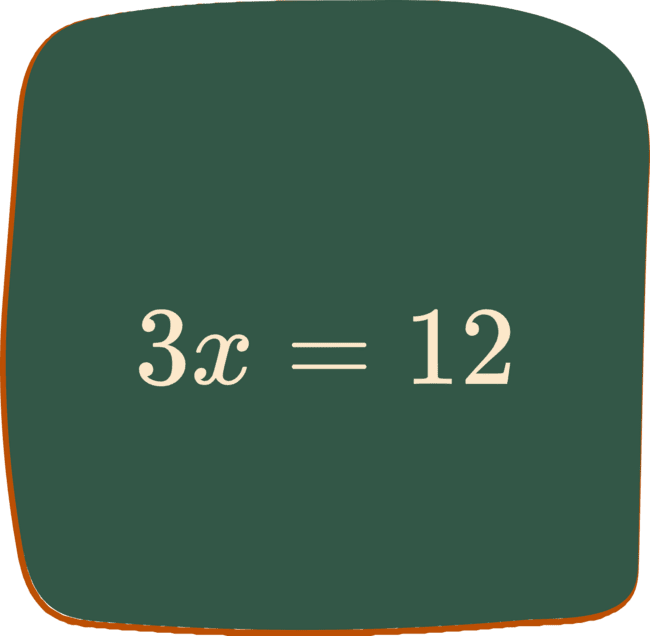 3x = 12